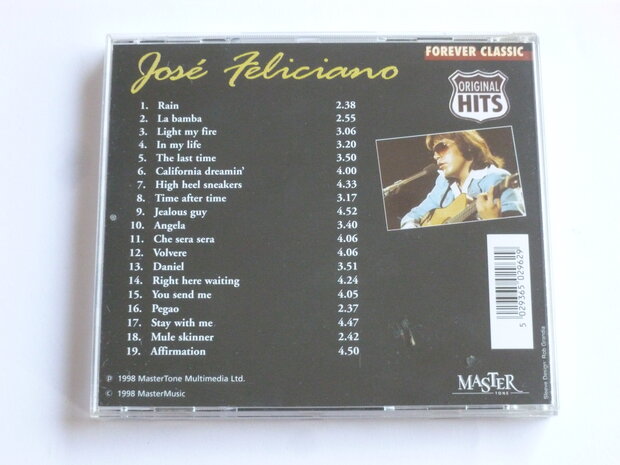 José Feliciano
FOREVER CLASSIC
ORIGINAL
HITS
1. Rain 2.38
2. La bamba 2.55
3. Light my fire 3.06
4. In my life 3.20
5. The last time 3.50
6. California dreamin' 4.00
7. High heel sneakers 4.33
8. Time after time 3.17
9. Jealous guy 4.52
10. Angela 3.40
11. Che sera sera 4.06
12. Volvere 4.06
13. Daniel 3.51
14. Right here waiting 4.24
15. You send me 4.05
16. Pegao 2.37
17. Stay with me 4.47
18. Mule skinner 2.42
19. Affirmation 4.50
℗ 1998 MasterTone Multimedia Ltd.
© 1998 MasterMusic
5 029365 029629
MASTER
TONE